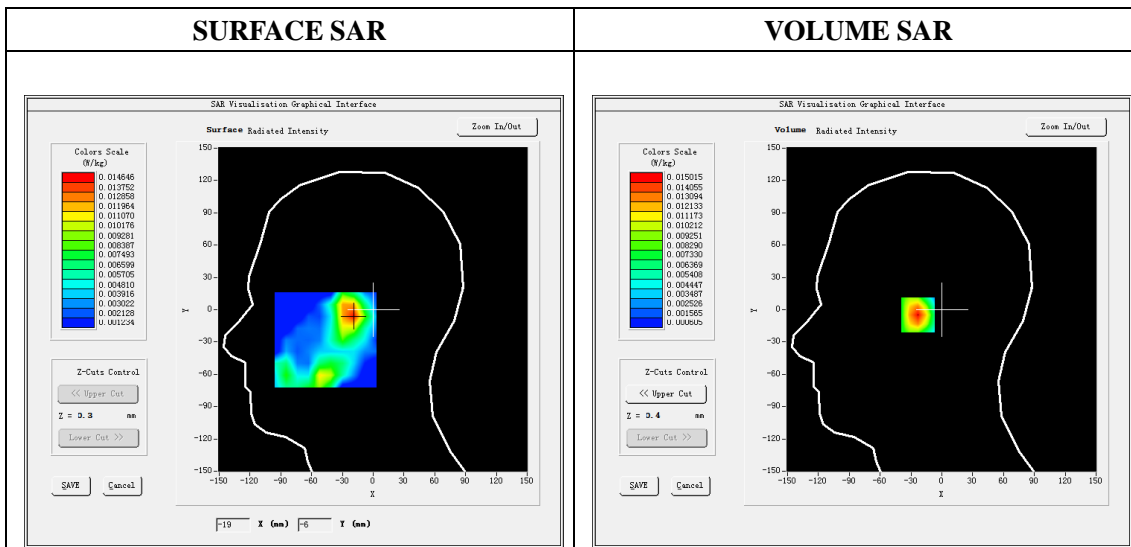 SURFACE SAR
VOLUME SAR
SAR Visualisation Graphical Interface
Surface Radiated Intensity
Zoom In/Out
Colors Scale
(W/kg)
0.014646
0.013752
0.012858
0.011964
0.011070
0.010176
0.009281
0.008387
0.007493
0.006599
0.005705
0.004810
0.003916
0.003022
0.002128
0.001234
Z-Cuts Control
<< Upper Cut
Z = 0.3 mm
Lower Cut >>
SAVE
Cancel
150
120
90
60
30
0
-30
-60
-90
-120
-150
Y
-150 -120 -90 -60 -30 0 30 60 90 120 150
X
-19 X (mm) -6 Y (mm)
SAR Visualisation Graphical Interface
Volume Radiated Intensity
Zoom In/Out
Colors Scale
(W/kg)
0.015015
0.014055
0.013094
0.012133
0.011173
0.010212
0.009251
0.008290
0.007330
0.006369
0.005408
0.004447
0.003487
0.002526
0.001565
0.000605
Z-Cuts Control
<< Upper Cut
Z = 3.4 mm
Lower Cut >>
SAVE
Cancel
150
120
90
60
30
0
-30
-60
-90
-120
-150
Y
-150 -120 -90 -60 -30 0 30 60 90 120 150
X